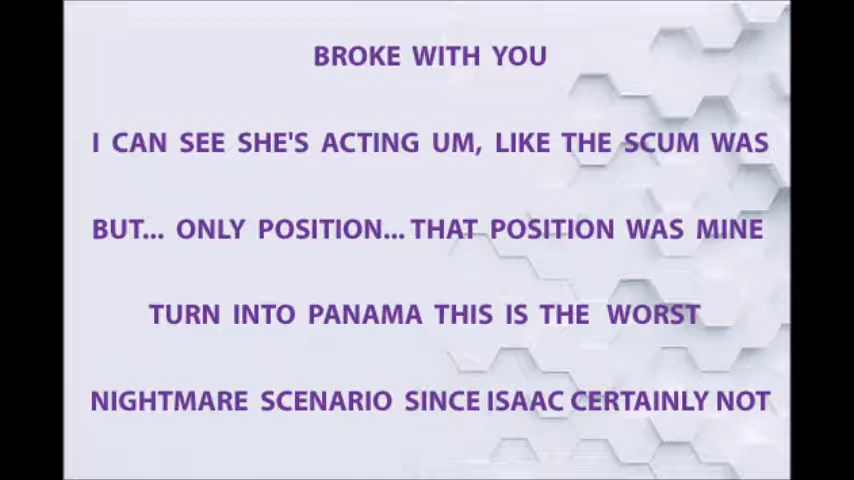 BROKE WITH YOU
I CAN SEE SHE'S ACTING UM, LIKE THE SCUM WAS
BUT... ONLY POSITION... THAT POSITION WAS MINE
TURN INTO PANAMA THIS IS THE WORST
NIGHTMARE SCENARIO SINCE ISAAC CERTAINLY NOT